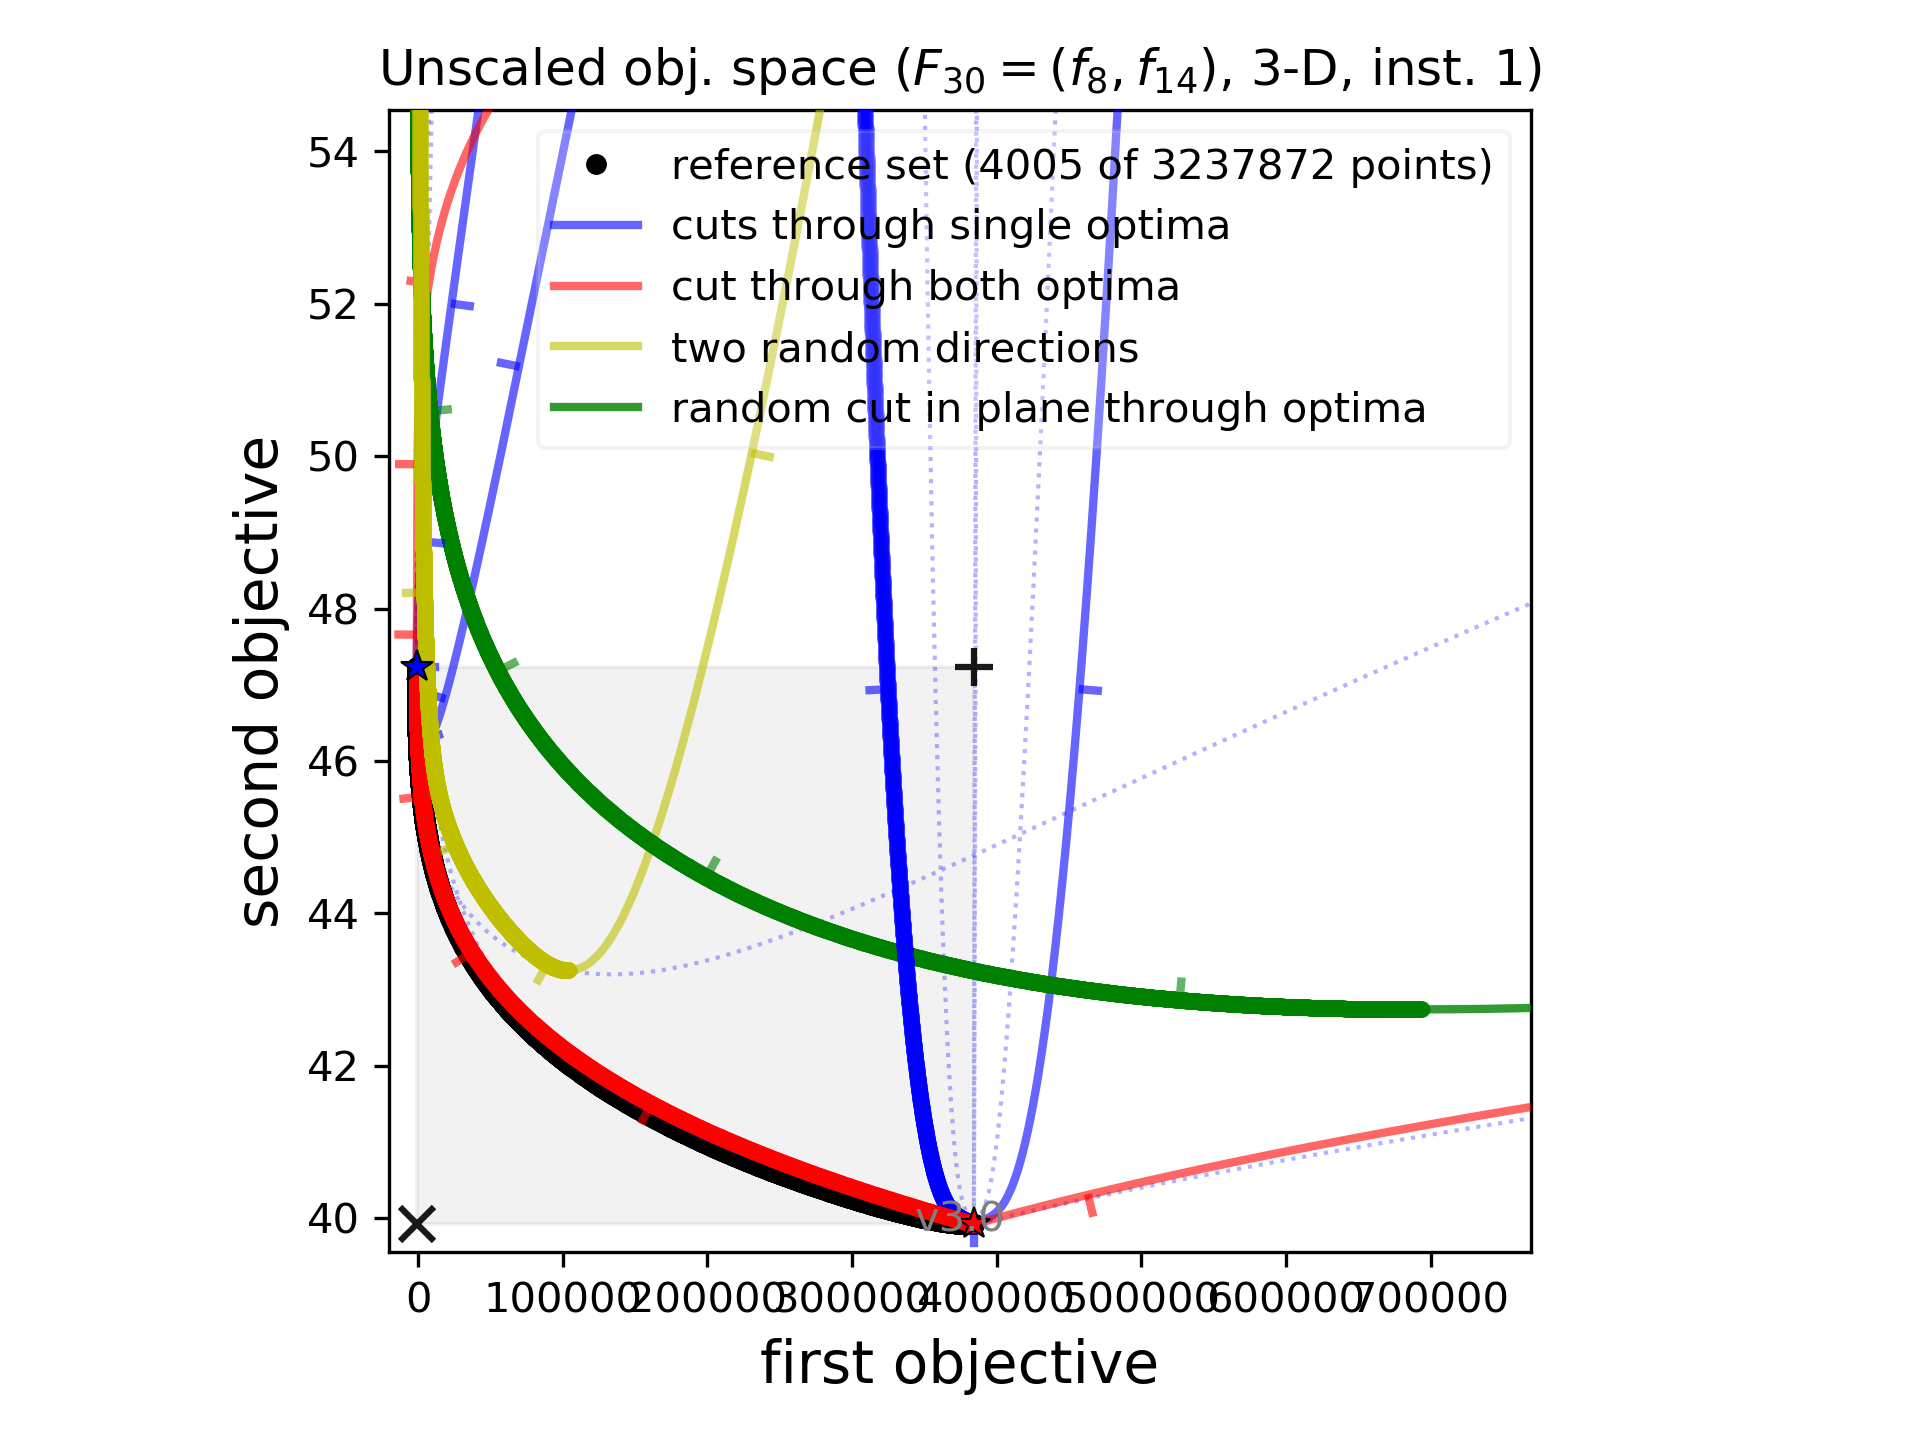 Unscaled obj. space (F30 = (f8, f14), 3-D, inst. 1)
reference set (4005 of 3237872 points)
cuts through single optima
cut through both optima
two random directions
random cut in plane through optima
54
52
50
48
46
44
42
40
second objective
v3.0
0 100000 200000 300000 400000 500000 600000 700000
first objective